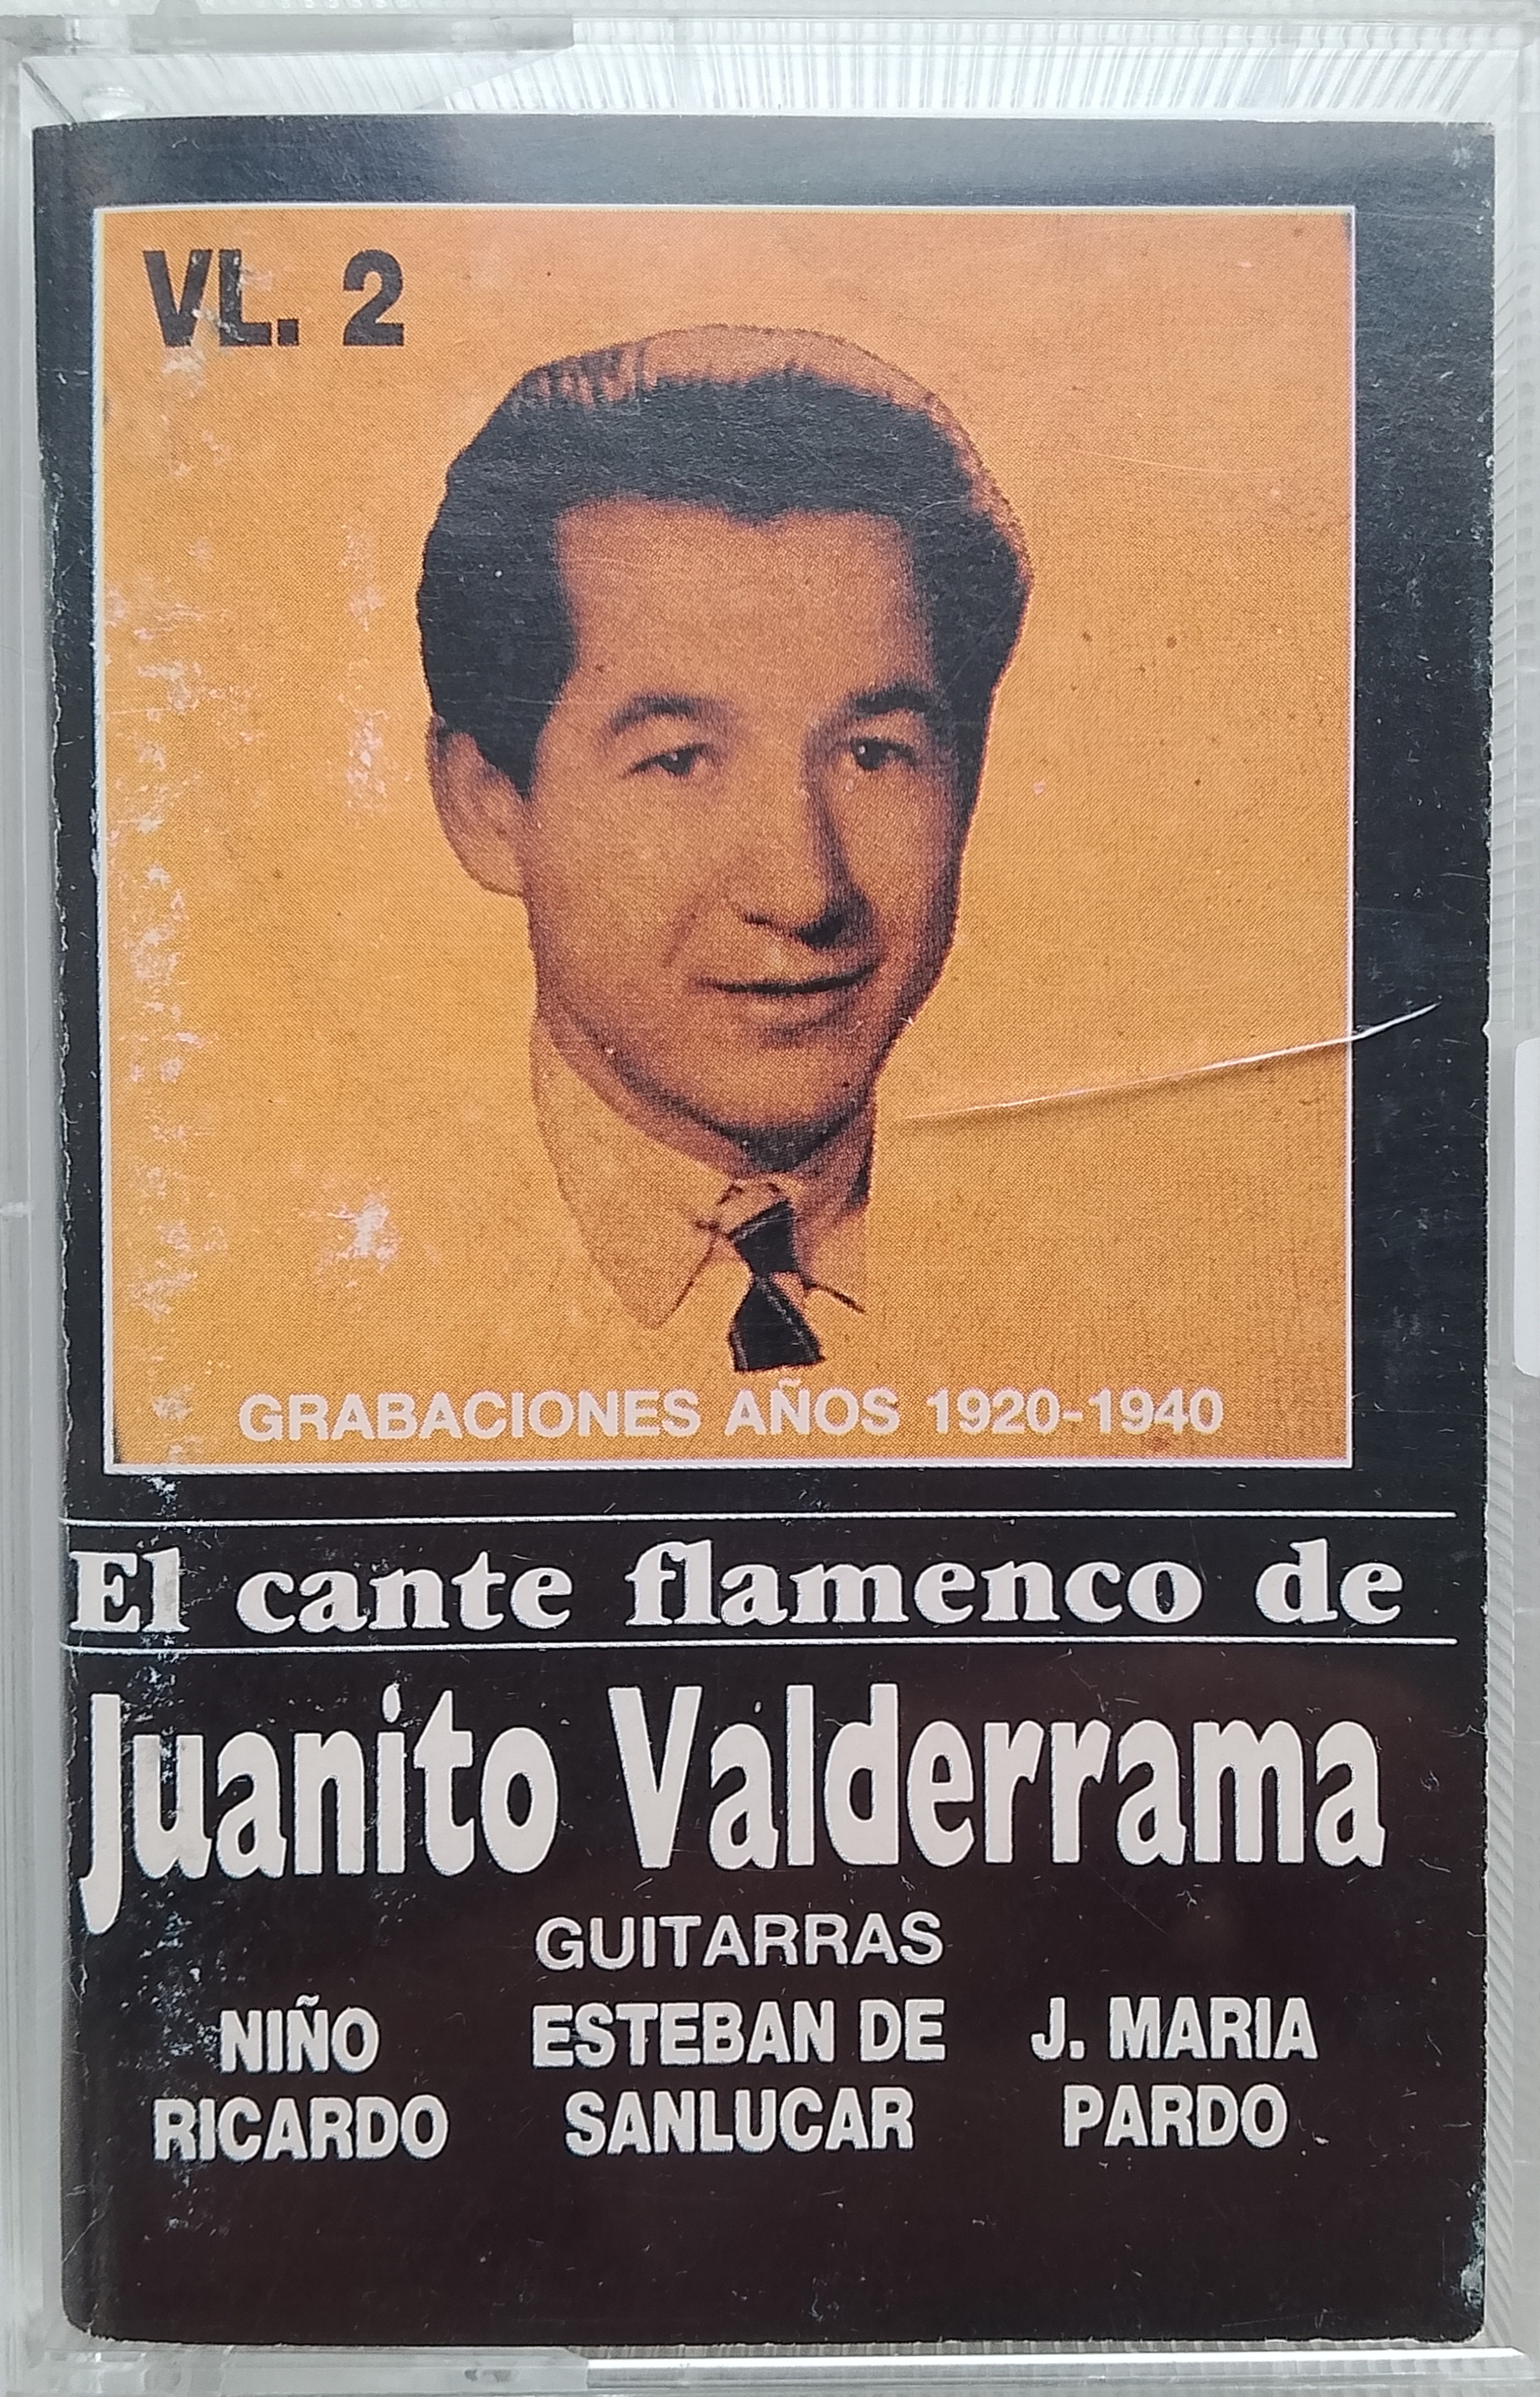 VL. 2
GRABACIONES AÑOS 1920-1940
El cante flamenco de
Juanito Valderrama
GUITARRAS
NIÑO ESTEBAN DE J. MARIA
RICARDO SANLUCAR PARDO